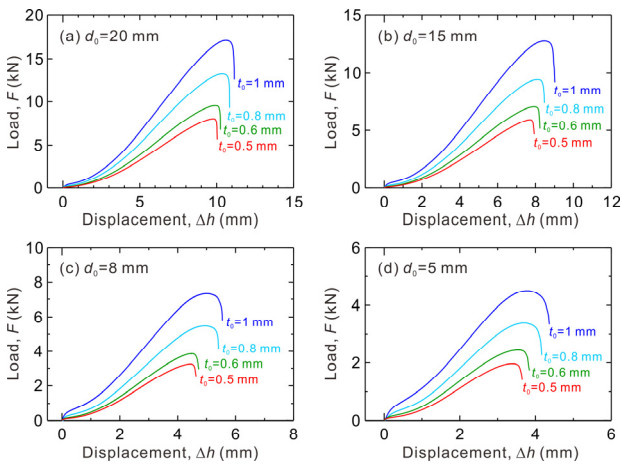 (a) d₀=20 mm
Load, F (kN)
20
15
10
5
0
t₀=1 mm
t₀=0.8 mm
t₀=0.6 mm
t₀=0.5 mm
0 5 10 15
Displacement, Δh (mm)
(b) d₀=15 mm
Load, F (kN)
15
10
5
0
t₀=1 mm
t₀=0.8 mm
t₀=0.6 mm
t₀=0.5 mm
0 2 4 6 8 10 12
Displacement, Δh (mm)
(c) d₀=8 mm
Load, F (kN)
10
8
6
4
2
0
t₀=1 mm
t₀=0.8 mm
t₀=0.6 mm
t₀=0.5 mm
0 2 4 6 8
Displacement, Δh (mm)
(d) d₀=5 mm
Load, F (kN)
6
4
2
0
t₀=1 mm
t₀=0.8 mm
t₀=0.6 mm
t₀=0.5 mm
0 2 4 6
Displacement, Δh (mm)